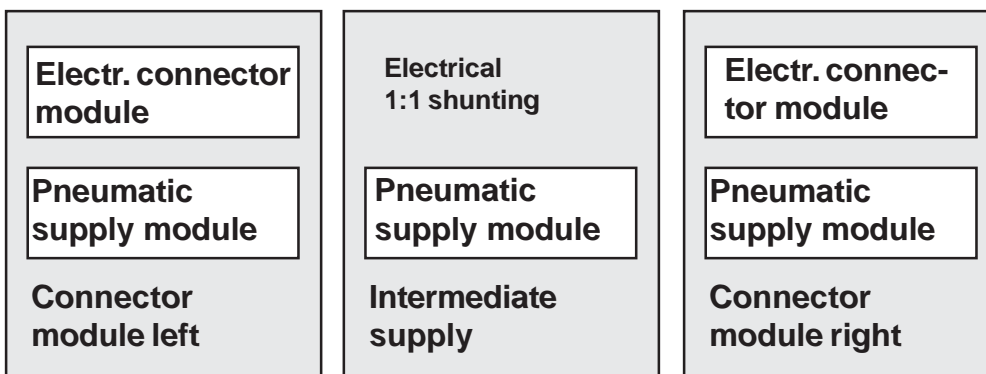 Electr. connector
module
Pneumatic
supply module
Connector
module left
Electrical
1:1 shunting
Pneumatic
supply module
Intermediate
supply
Electr. connec-
tor module
Pneumatic
supply module
Connector
module right